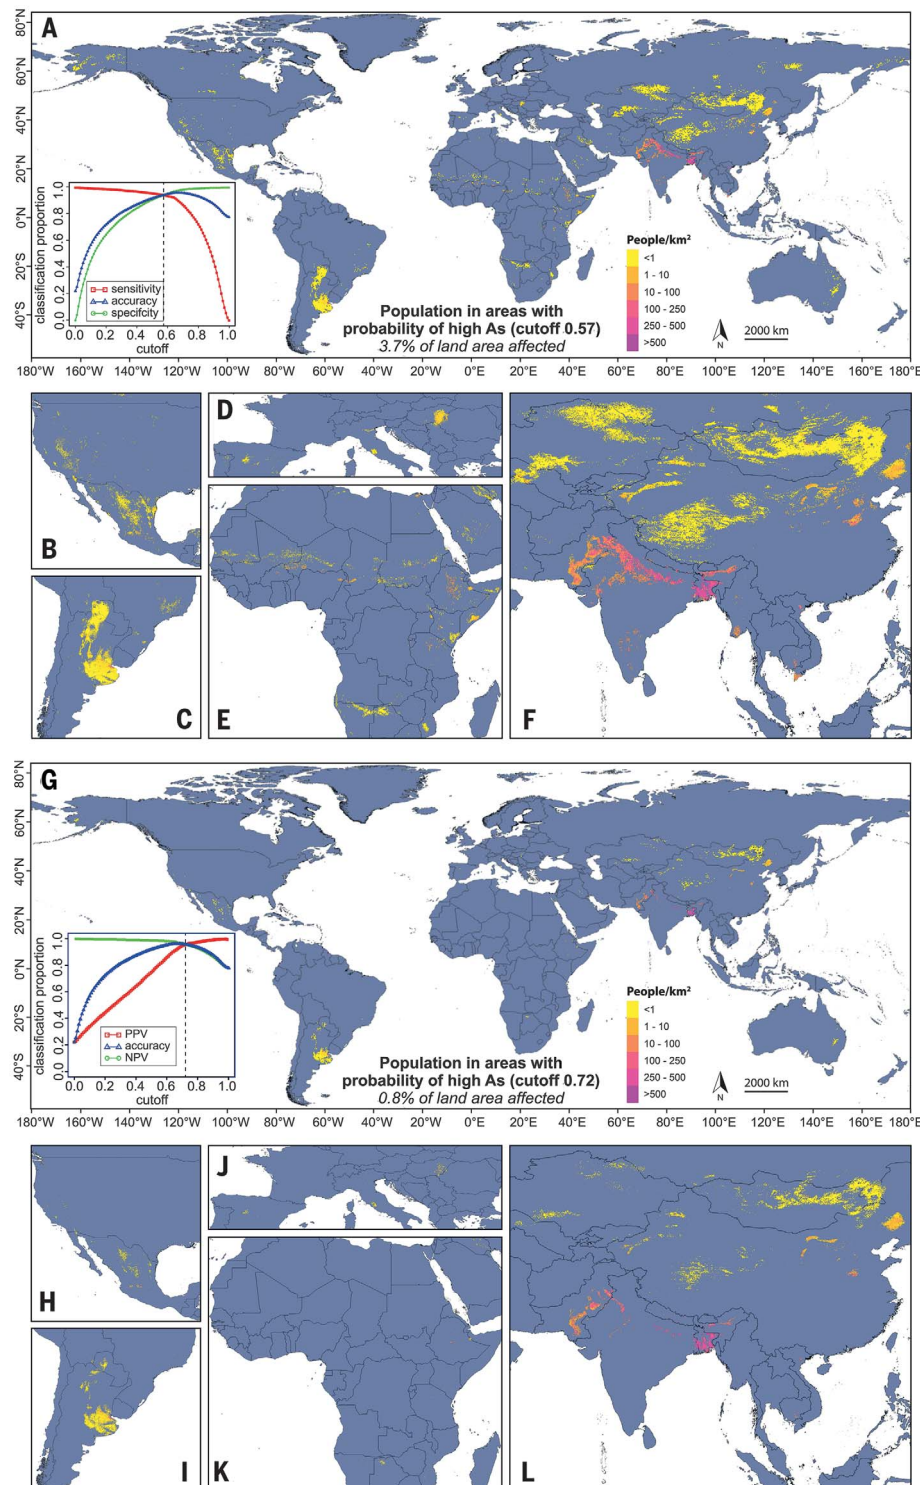 A
80°N
60°N
40°N
20°N
0°N
20°S
40°S
classification proportion
1.0
0.8
0.6
0.4
0.2
0.0
sensitivity
accuracy
specifcity
0.0 0.2 0.4 0.6 0.8 1.0
cutoff
Population in areas with
probability of high As (cutoff 0.57)
3.7% of land area affected
People/km²
<1
1 - 10
10 - 100
100 - 250
250 - 500
>500
N
2000 km
180°W 160°W 140°W 120°W 100°W 80°W 60°W 40°W 20°W 0°E 20°E 40°E 60°E 80°E 100°E 120°E 140°E 160°E 180°E
B
C
D
E
F
G
80°N
60°N
40°N
20°N
0°N
20°S
40°S
classification proportion
1.0
0.8
0.6
0.4
0.2
0.0
PPV
accuracy
NPV
0.0 0.2 0.4 0.6 0.8 1.0
cutoff
Population in areas with
probability of high As (cutoff 0.72)
0.8% of land area affected
People/km²
<1
1 - 10
10 - 100
100 - 250
250 - 500
>500
N
2000 km
180°W 160°W 140°W 120°W 100°W 80°W 60°W 40°W 20°W 0°E 20°E 40°E 60°E 80°E 100°E 120°E 140°E 160°E 180°E
H
I
J
K
L